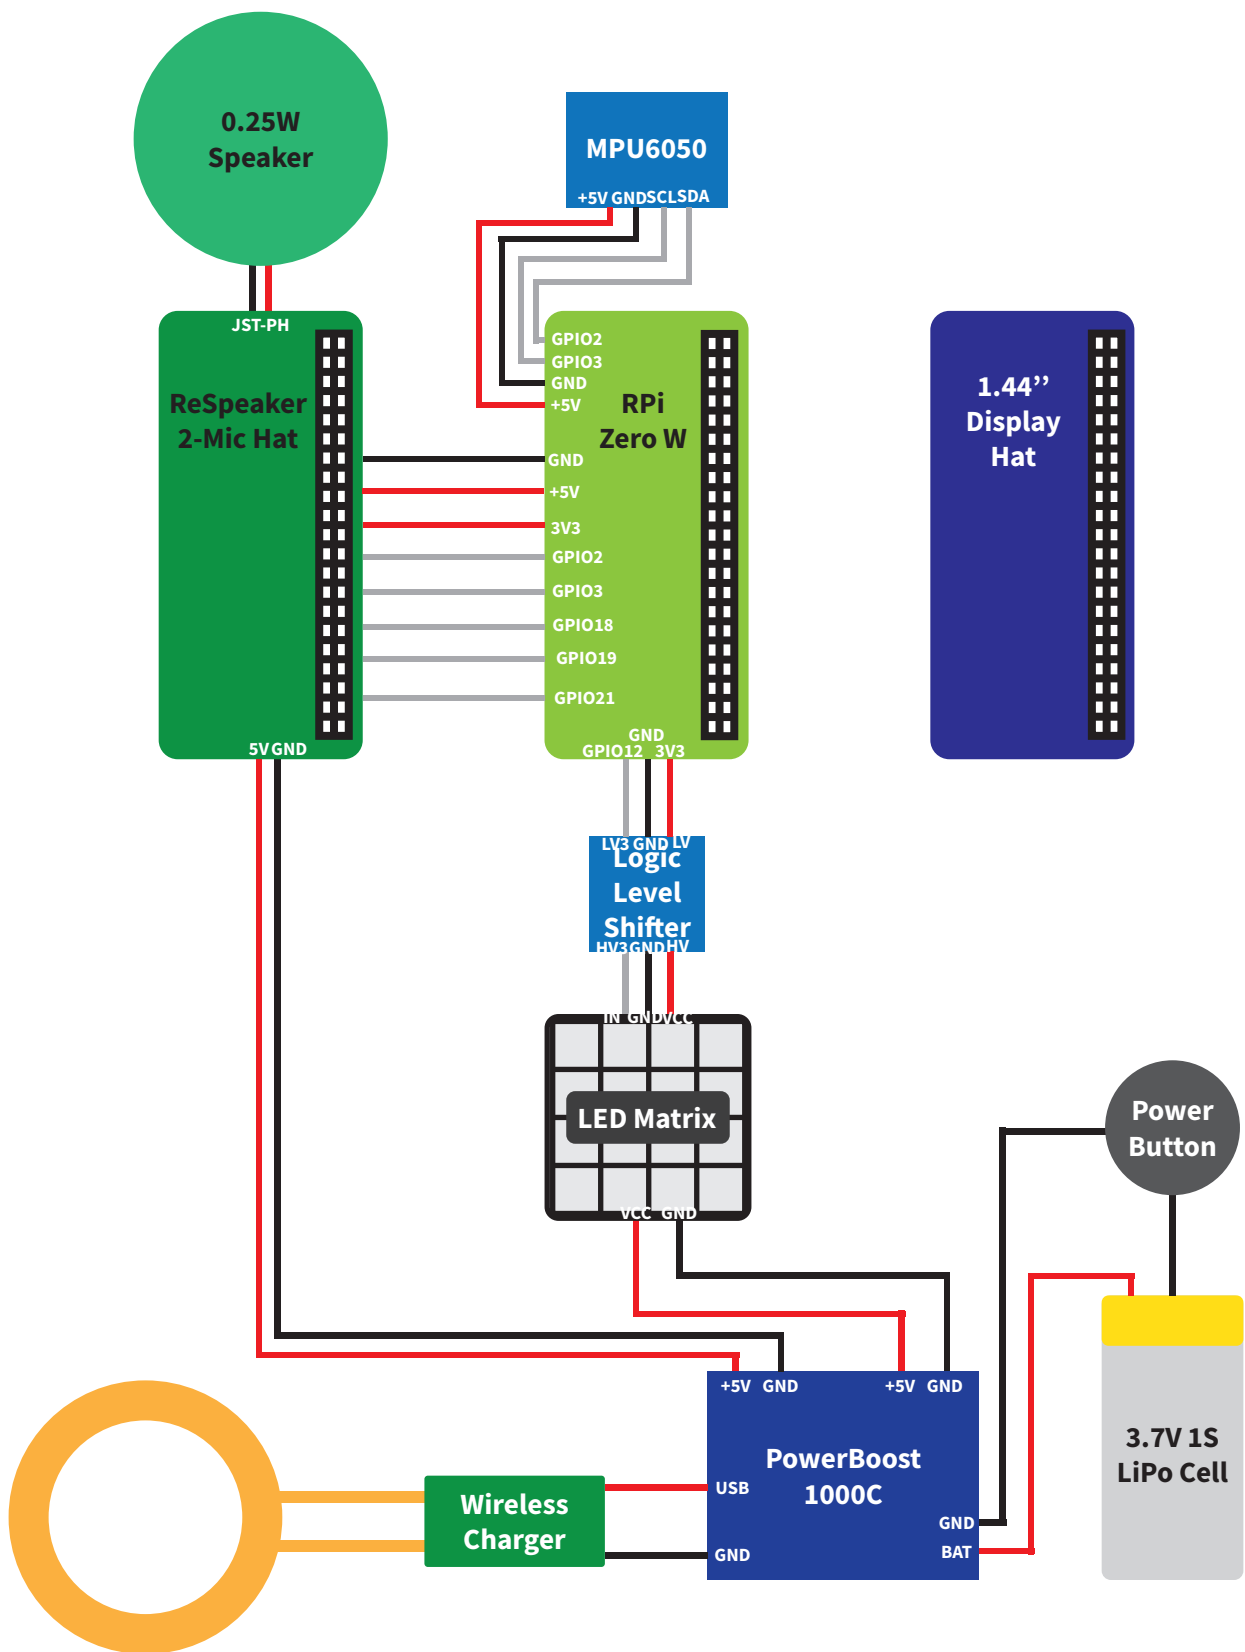 0.25W
Speaker
MPU6050
+5V GND SCL SDA
JST-PH
ReSpeaker
2-Mic Hat
GPIO2
GPIO3
GND
+5V
RPi
Zero W
GND
+5V
3V3
GPIO2
GPIO3
GPIO18
GPIO19
GPIO21
GND
GPIO12 3V3
1.44’’
Display
Hat
5V GND
LV3 GND LV
Logic
Level
Shifter
HV3 GND HV
IN GND VCC
LED Matrix
VCC GND
Power
Button
+5V GND +5V GND
PowerBoost
1000C
USB
GND
GND
BAT
3.7V 1S
LiPo Cell
Wireless
Charger